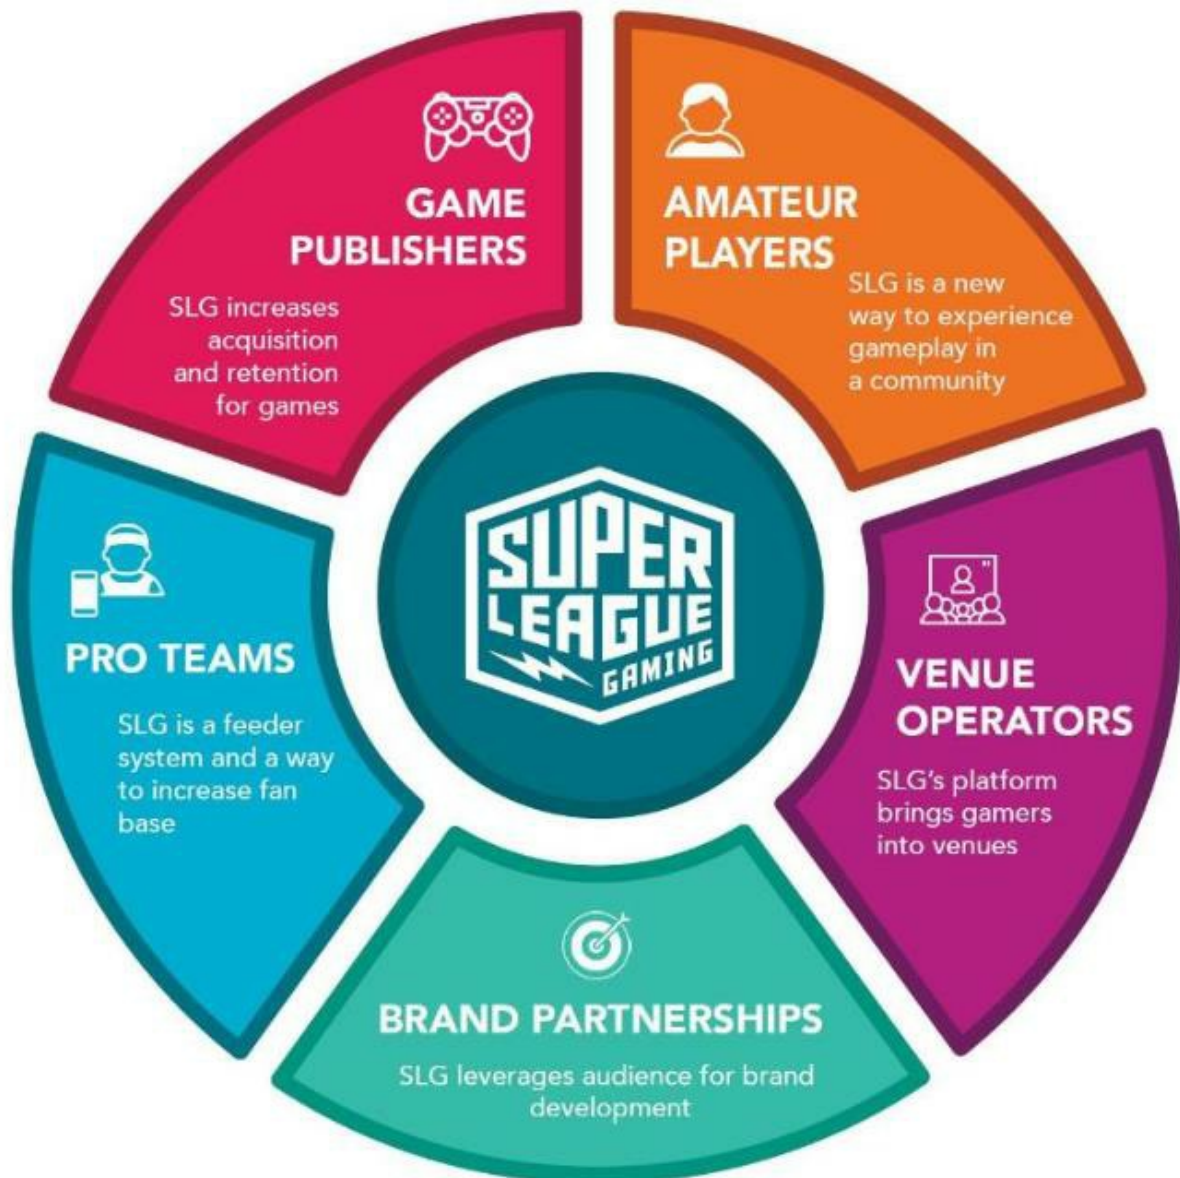 GAME
PUBLISHERS
SLG increases
acquisition
and retention
for games
AMATEUR
PLAYERS
SLG is a new
way to experience
gameplay in
a community
SUPER
LEAGUE
GAMING
PRO TEAMS
SLG is a feeder
system and a way
to increase fan
base
VENUE
OPERATORS
SLG's platform
brings gamers
into venues
BRAND PARTNERSHIPS
SLG leverages audience for brand
development